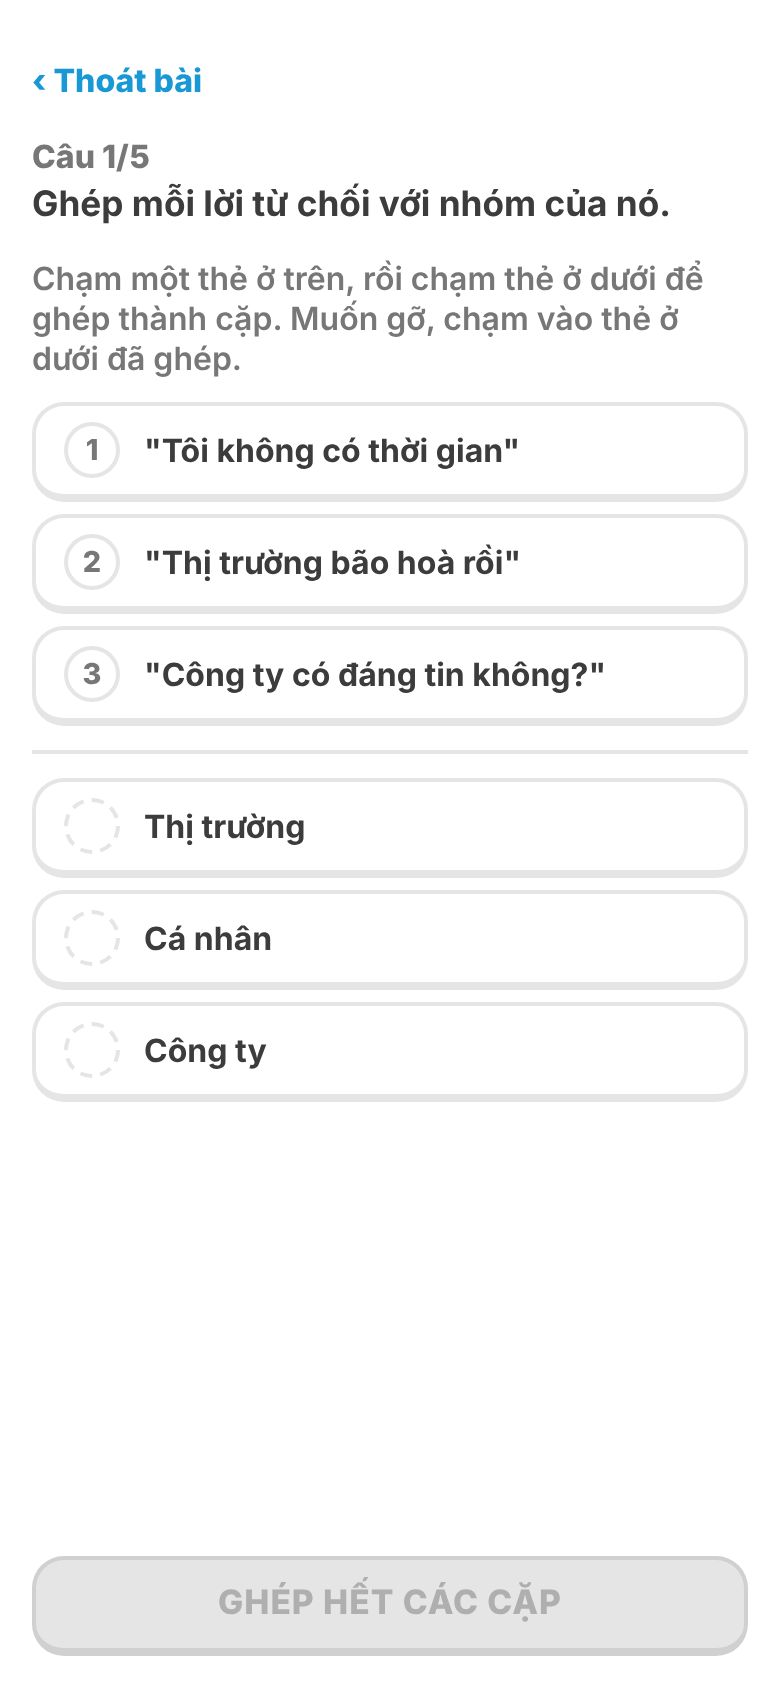 ‹ Thoát bài
Câu 1/5
Ghép mỗi lời từ chối với nhóm của nó.
Chạm một thẻ ở trên, rồi chạm thẻ ở dưới để
ghép thành cặp. Muốn gỡ, chạm vào thẻ ở
dưới đã ghép.
1 "Tôi không có thời gian"
2 "Thị trường bão hoà rồi"
3 "Công ty có đáng tin không?"
Thị trường
Cá nhân
Công ty
GHÉP HẾT CÁC CẶP